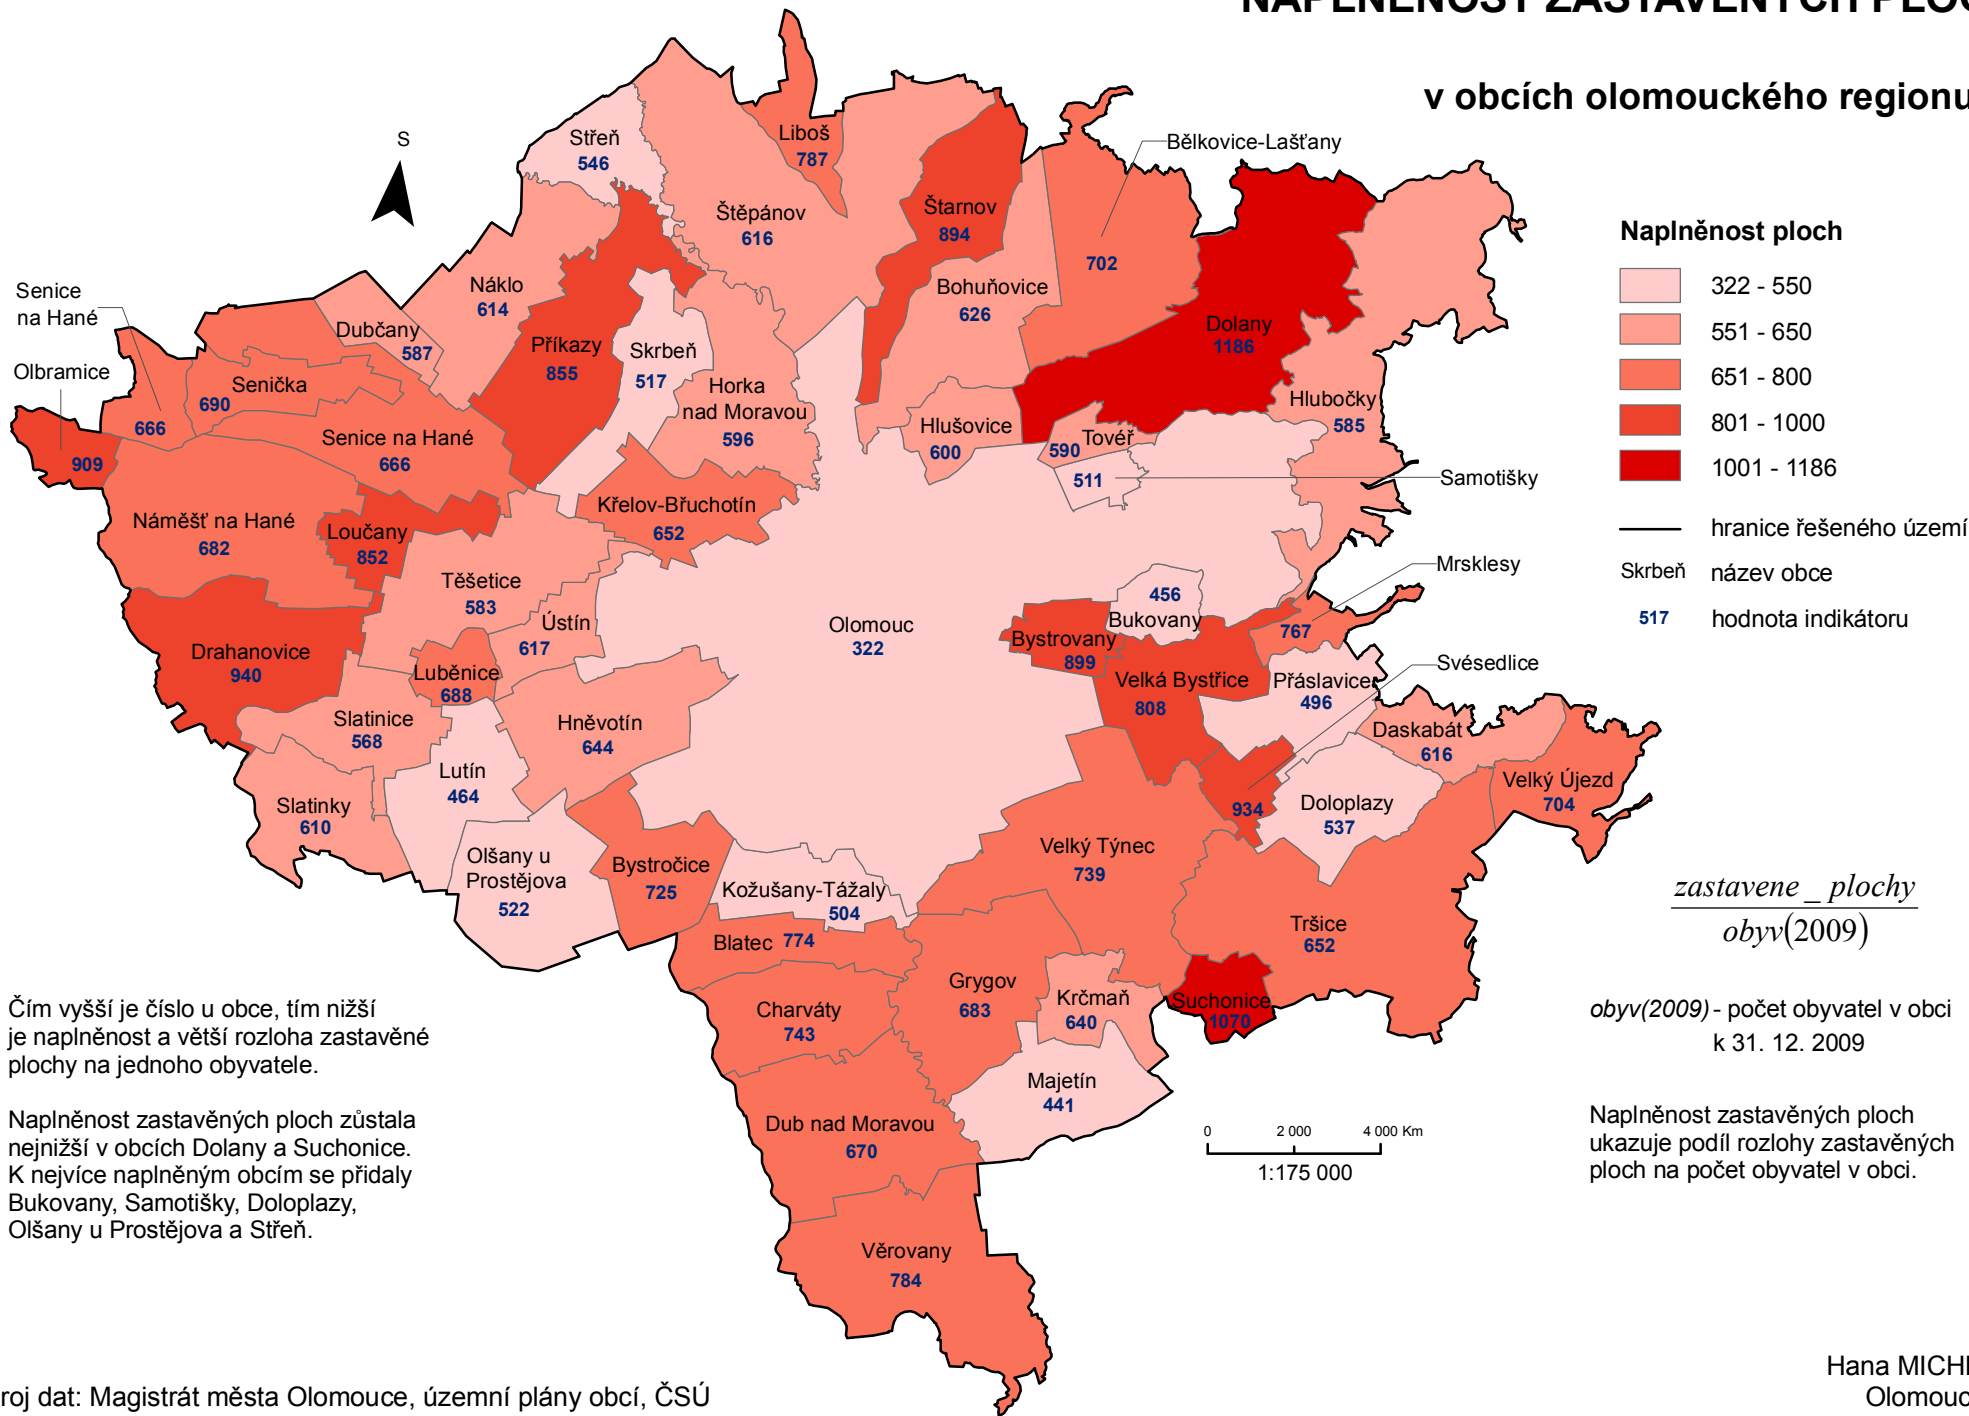 v obcích olomouckého regionu
S
Střeň
546
Liboš
787
Bělkovice-Lašťany
702
Štěpánov
616
Štarnov
894
Náklo
614
Bohuňovice
626
Senice
na Hané
666
Dubčany
587
Příkazy
855
Skrbeň
517
Dolany
1186
Olbramice
909
Senička
690
Horka
nad Moravou
596
Hlubočky
585
Hlušovice
600
Tovéř
590
Senice na Hané
666
Samotišky
511
Křelov-Břuchotín
652
Náměšť na Hané
682
Loučany
852
Těšetice
583
Mrsklesy
767
Bukovany
456
Ústín
617
Olomouc
322
Bystrovany
899
Drahanovice
940
Luběnice
688
Velká Bystřice
808
Přáslavice
496
Svésedlice
934
Slatinice
568
Hněvotín
644
Daskabát
616
Lutín
464
Velký Újezd
704
Slatinky
610
Doloplazy
537
Olšany u
Prostějova
522
Bystročice
725
Velký Týnec
739
Kožušany-Tážaly
504
Tršice
652
Blatec
774
Grygov
683
Krčmaň
640
Suchonice
1070
Charváty
743
Majetín
441
Dub nad Moravou
670
Věrovany
784
Naplněnost ploch
322 - 550
551 - 650
651 - 800
801 - 1000
1001 - 1186
hranice řešeného území
Skrbeň název obce
517 hodnota indikátoru
zastavene _ plochy
obyv(2009)
obyv(2009) - počet obyvatel v obci
k 31. 12. 2009
Naplněnost zastavěných ploch
ukazuje podíl rozlohy zastavěných
ploch na počet obyvatel v obci.
0 2 000 4 000 Km
1:175 000
Čím vyšší je číslo u obce, tím nižší
je naplněnost a větší rozloha zastavěné
plochy na jednoho obyvatele.
Naplněnost zastavěných ploch zůstala
nejnižší v obcích Dolany a Suchonice.
K nejvíce naplněným obcím se přidaly
Bukovany, Samotišky, Doloplazy,
Olšany u Prostějova a Střeň.
roj dat: Magistrát města Olomouce, územní plány obcí, ČSÚ
Hana
Olomouc